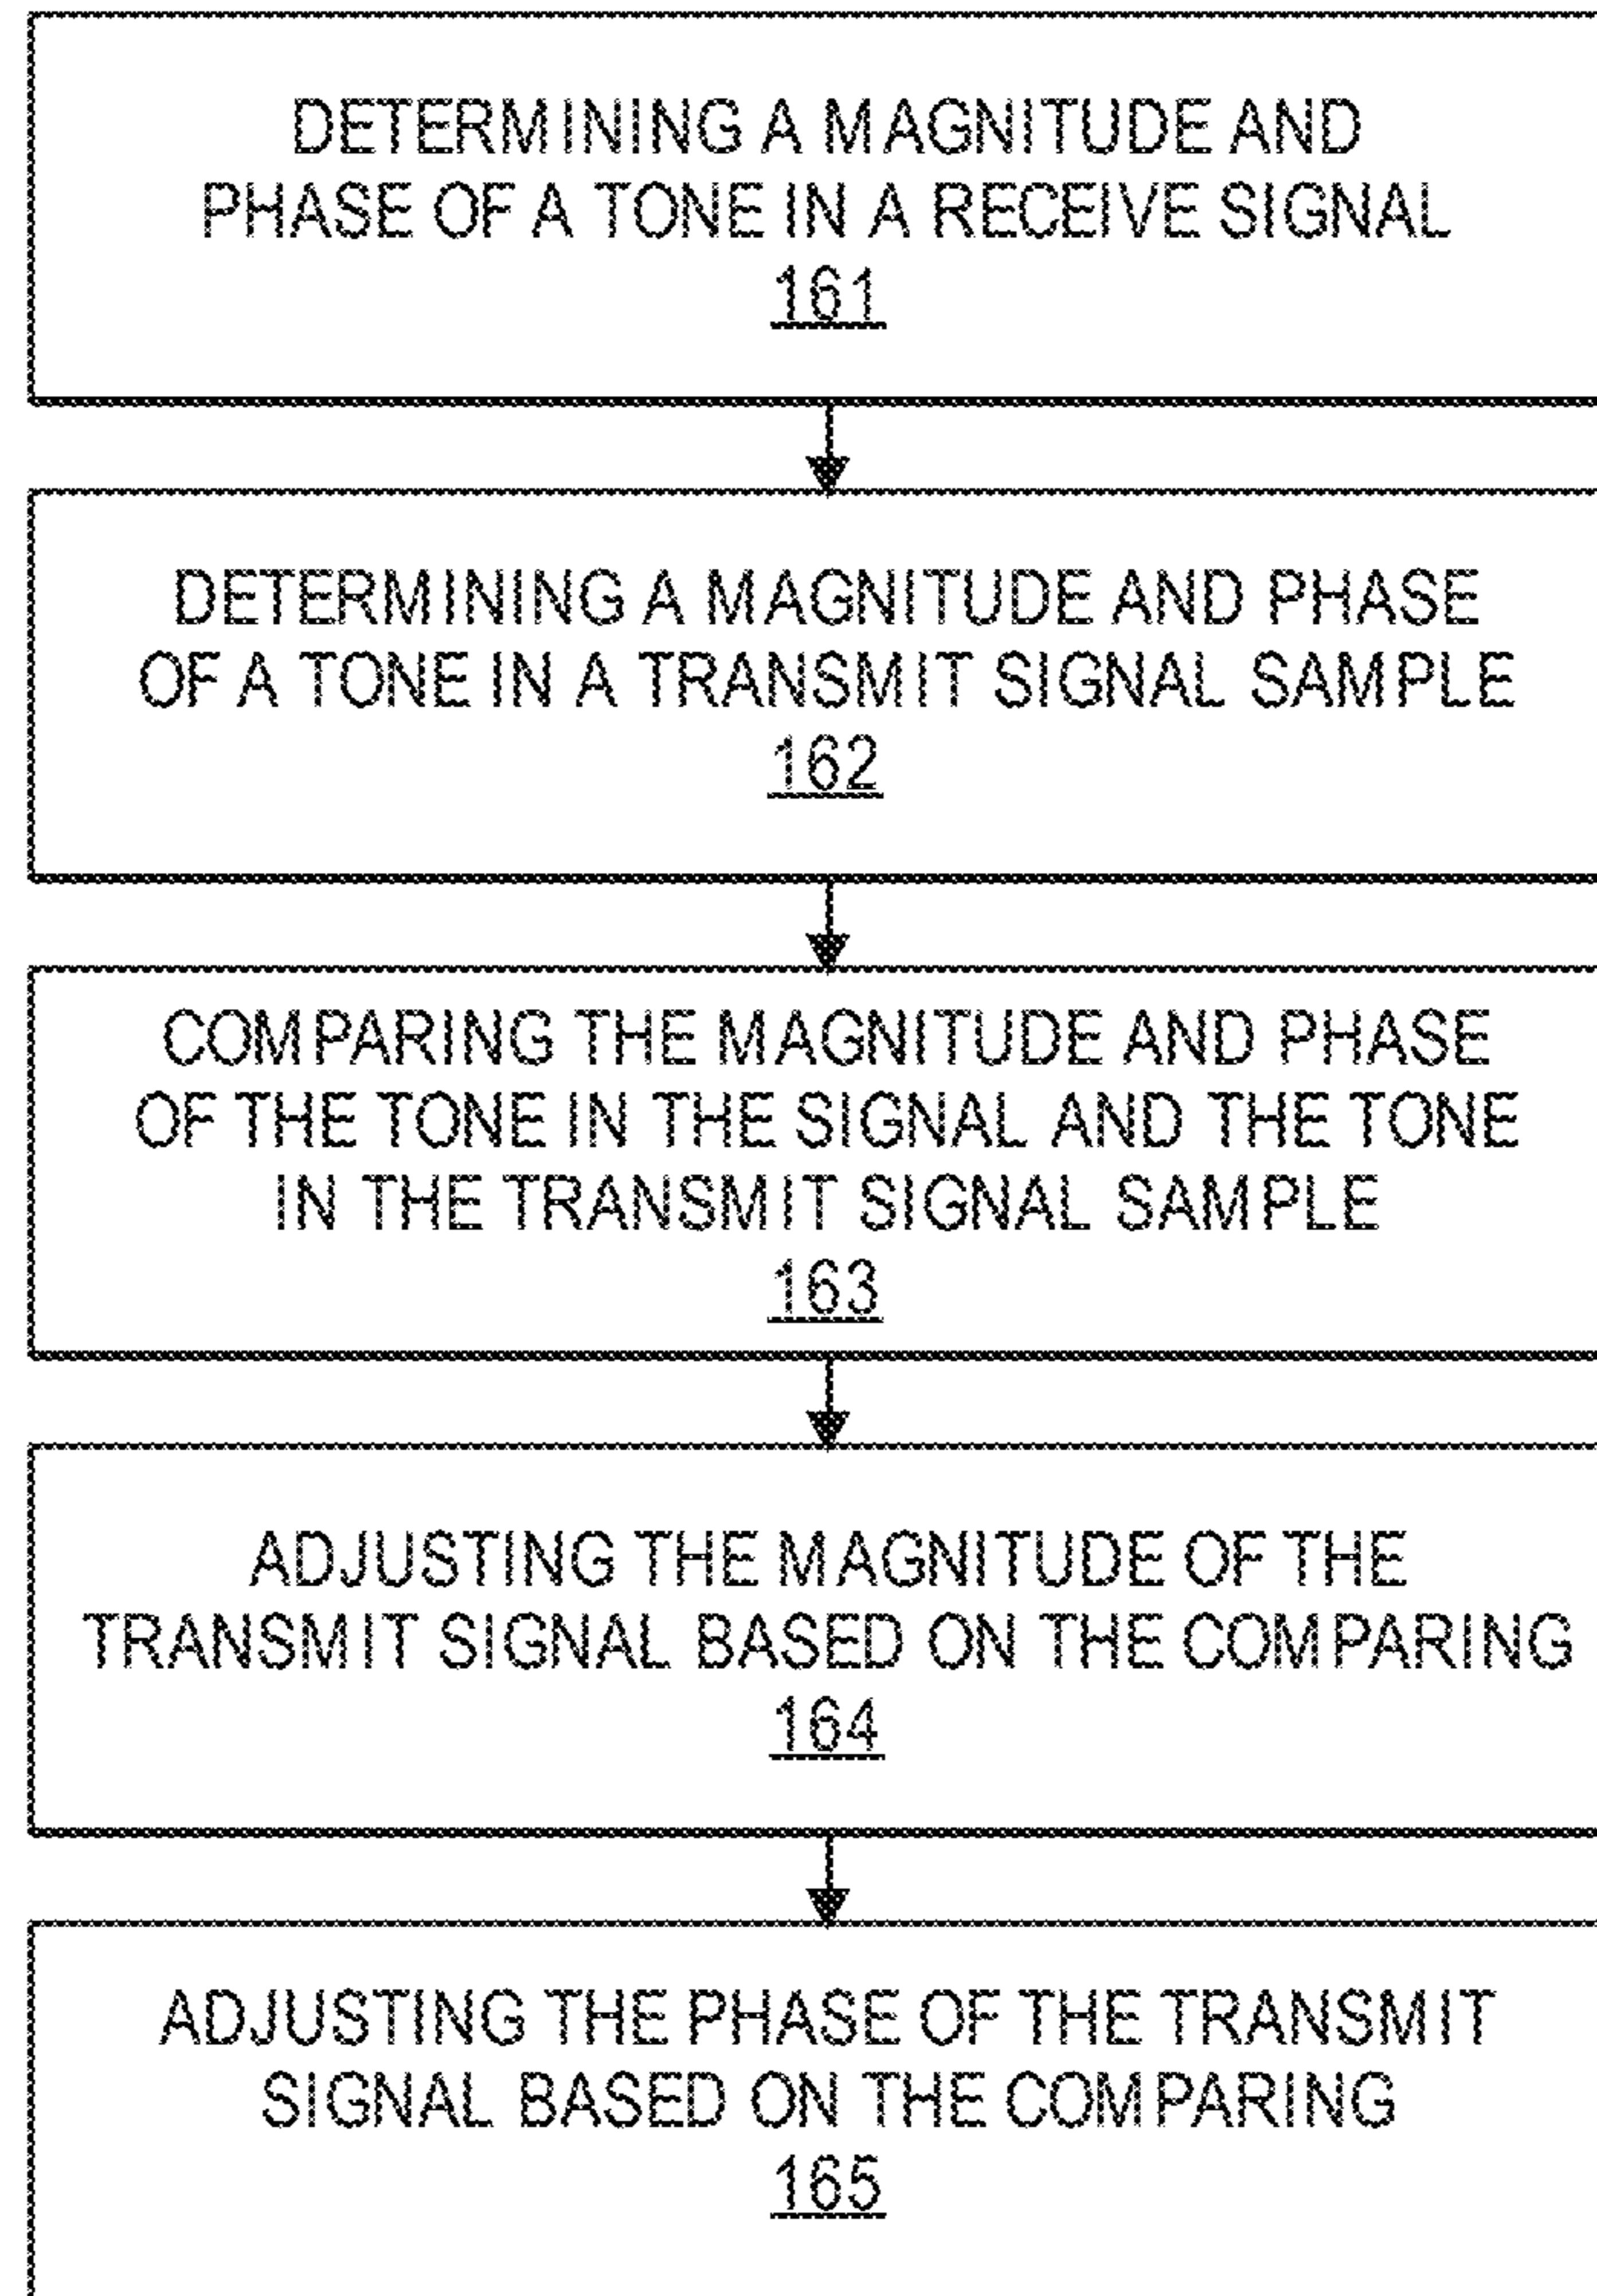 DETERMINING A MAGNITUDE AND
PHASE OF A TONE IN A RECEIVE SIGNAL
161
DETERMINING A MAGNITUDE AND PHASE
OF A TONE IN A TRANSMIT SIGNAL SAMPLE
162
COMPARING THE MAGNITUDE AND PHASE
OF THE TONE IN THE SIGNAL AND THE TONE
IN THE TRANSMIT SIGNAL SAMPLE
163
ADJUSTING THE MAGNITUDE OF THE
TRANSMIT SIGNAL BASED ON THE COMPARING
164
ADJUSTING THE PHASE OF THE TRANSMIT
SIGNAL BASED ON THE COMPARING
165